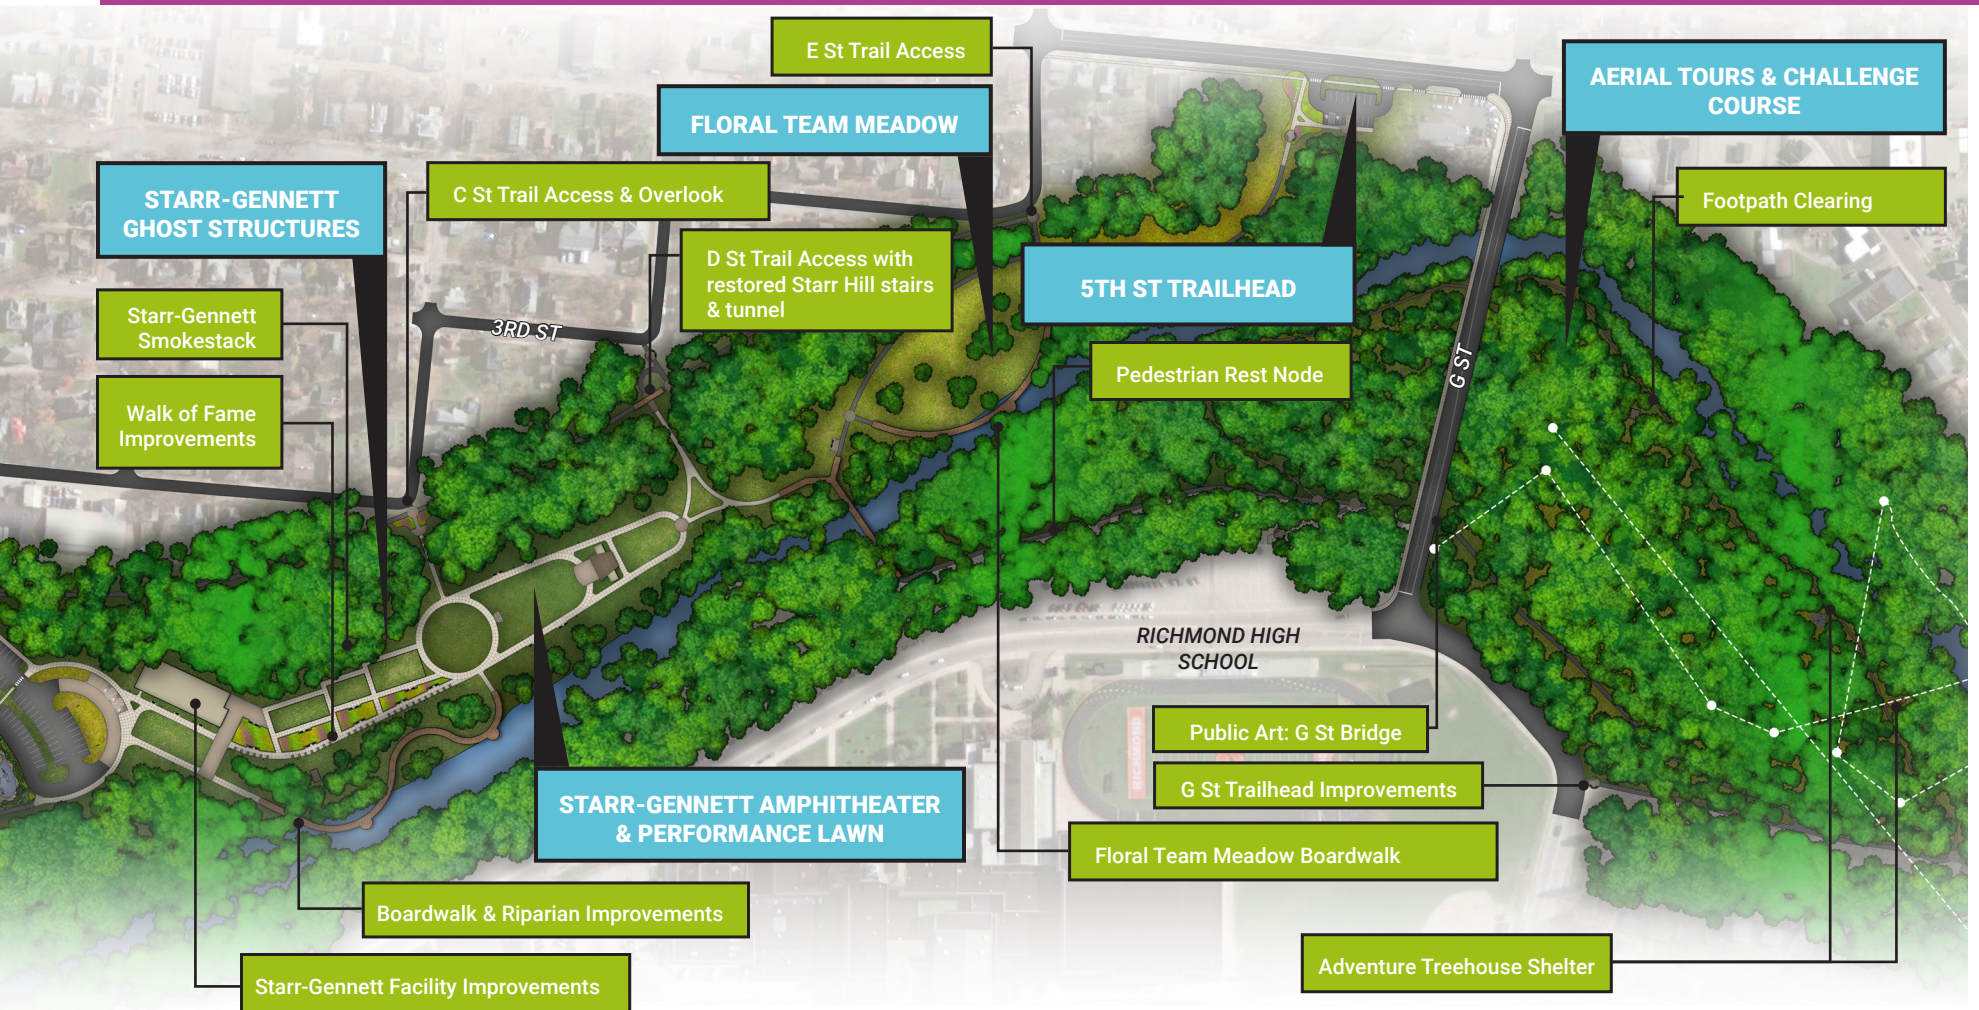 E St Trail Access
FLORAL TEAM MEADOW
AERIAL TOURS & CHALLENGE
COURSE
STARR-GENNETT
GHOST STRUCTURES
C St Trail Access & Overlook
Footpath Clearing
D St Trail Access with
restored Starr Hill stairs
& tunnel
5TH ST TRAILHEAD
Starr-Gennett
Smokestack
3RD ST
G ST
Pedestrian Rest Node
Walk of Fame
Improvements
RICHMOND HIGH
SCHOOL
RICHMOND
Public Art: G St Bridge
G St Trailhead Improvements
STARR-GENNETT AMPHITHEATER
& PERFORMANCE LAWN
Floral Team Meadow Boardwalk
Boardwalk & Riparian Improvements
Adventure Treehouse Shelter
Starr-Gennett Facility Improvements